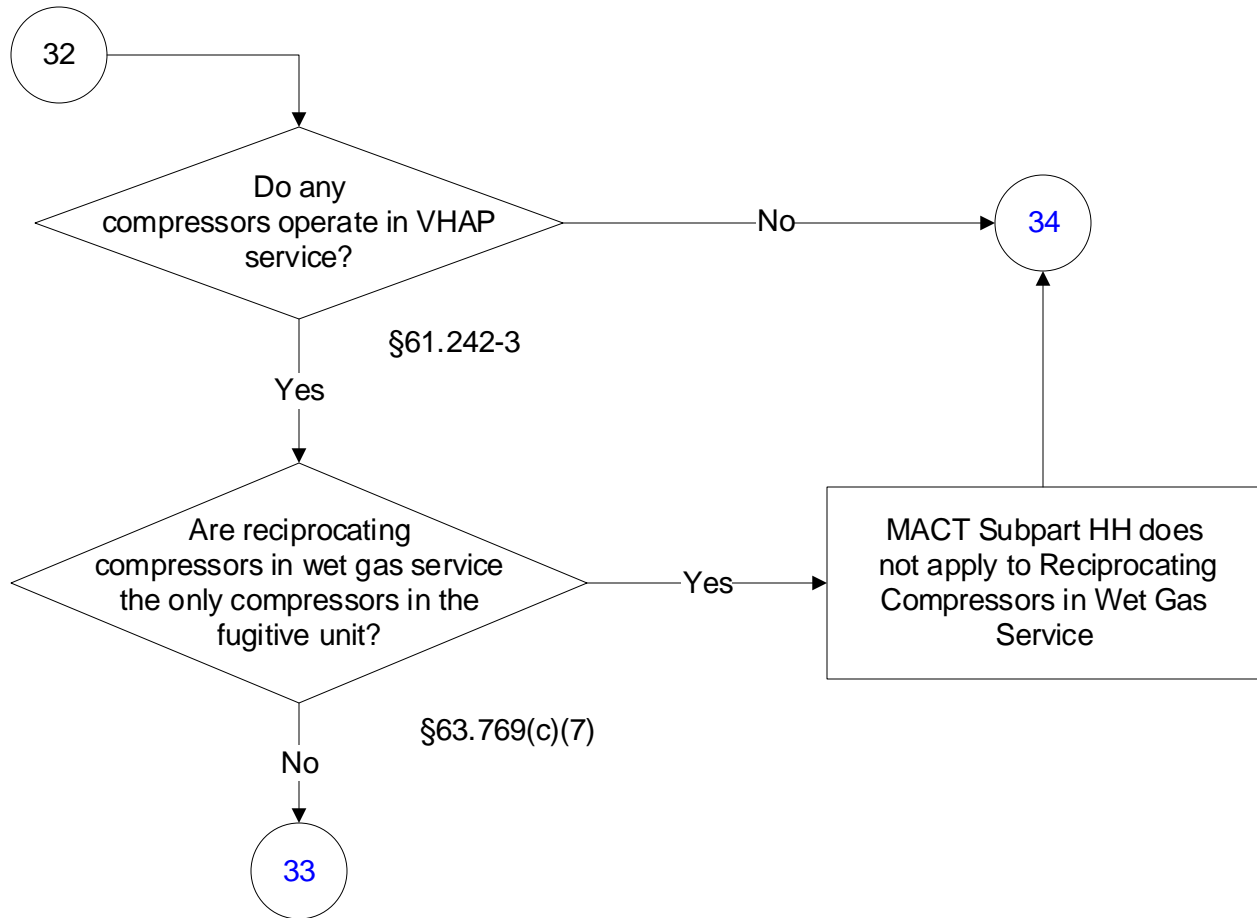 32
Do any
compressors operate in VHAP
service?
No
34
§61.242-3
Yes
Are reciprocating
compressors in wet gas service
the only compressors in the
fugitive unit?
Yes
MACT Subpart HH does
not apply to Reciprocating
Compressors in Wet Gas
Service
§63.769(c)(7)
No
33